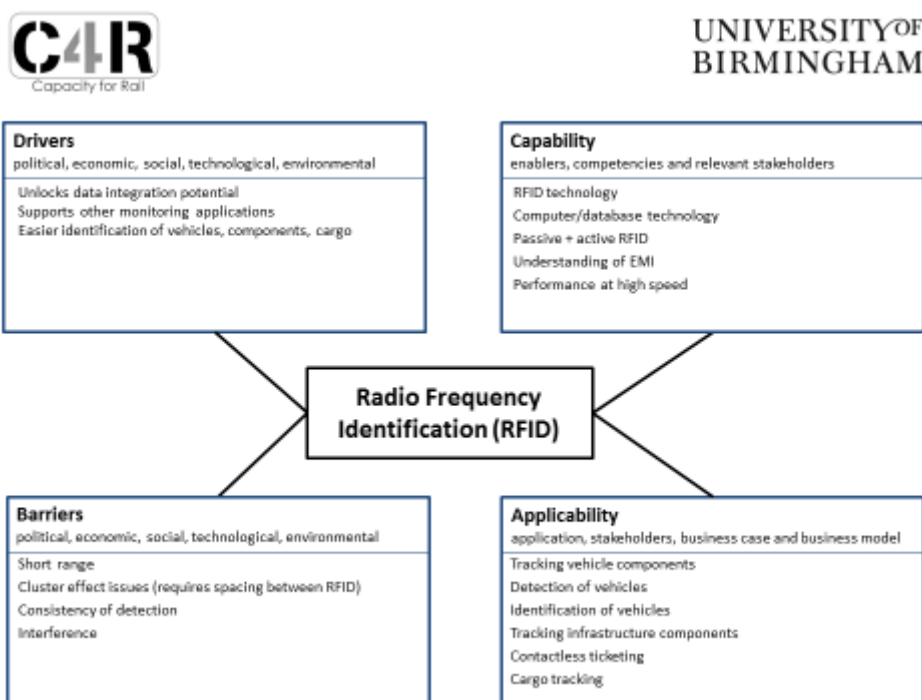 C4R
Capacity for Rail
UNIVERSITY OF
BIRMINGHAM
Drivers
political, economic, social, technological, environmental
Unlocks data integration potential
Supports other monitoring applications
Easier identification of vehicles, components, cargo
Capability
enablers, competencies and relevant stakeholders
RFID technology
Computer/database technology
Passive + active RFID
Understanding of EMI
Performance at high speed
Radio Frequency
Identification (RFID)
Barriers
political, economic, social, technological, environmental
Short range
Cluster effect issues (requires spacing between RFID)
Consistency of detection
Interference
Applicability
application, stakeholders, business case and business model
Tracking vehicle components
Detection of vehicles
Identification of vehicles
Tracking infrastructure components
Contactless ticketing
Cargo tracking